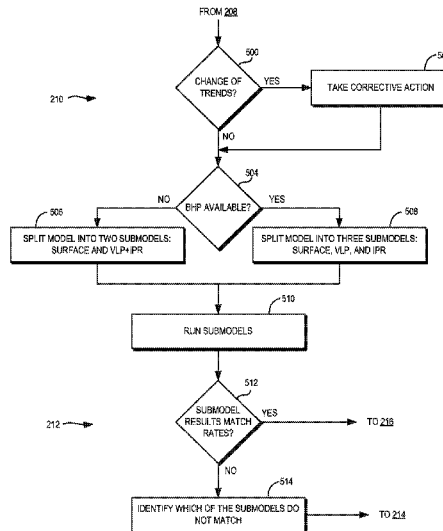 FROM 208
500
CHANGE OF
TRENDS?
YES
TAKE CORRECTIVE ACTION
210
NO
504
BHP AVAILABLE?
NO
YES
508
SPLIT MODEL INTO TWO SUBMODELS:
SURFACE AND VLP+IPR
SPLIT MODEL INTO THREE SUBMODELS:
SURFACE, VLP, AND IPR
510
RUN SUBMODELS
512
SUBMODEL
RESULTS MATCH
RATES?
YES
TO 216
212
NO
514
IDENTIFY WHICH OF THE SUBMODELS DO
NOT MATCH
TO 214